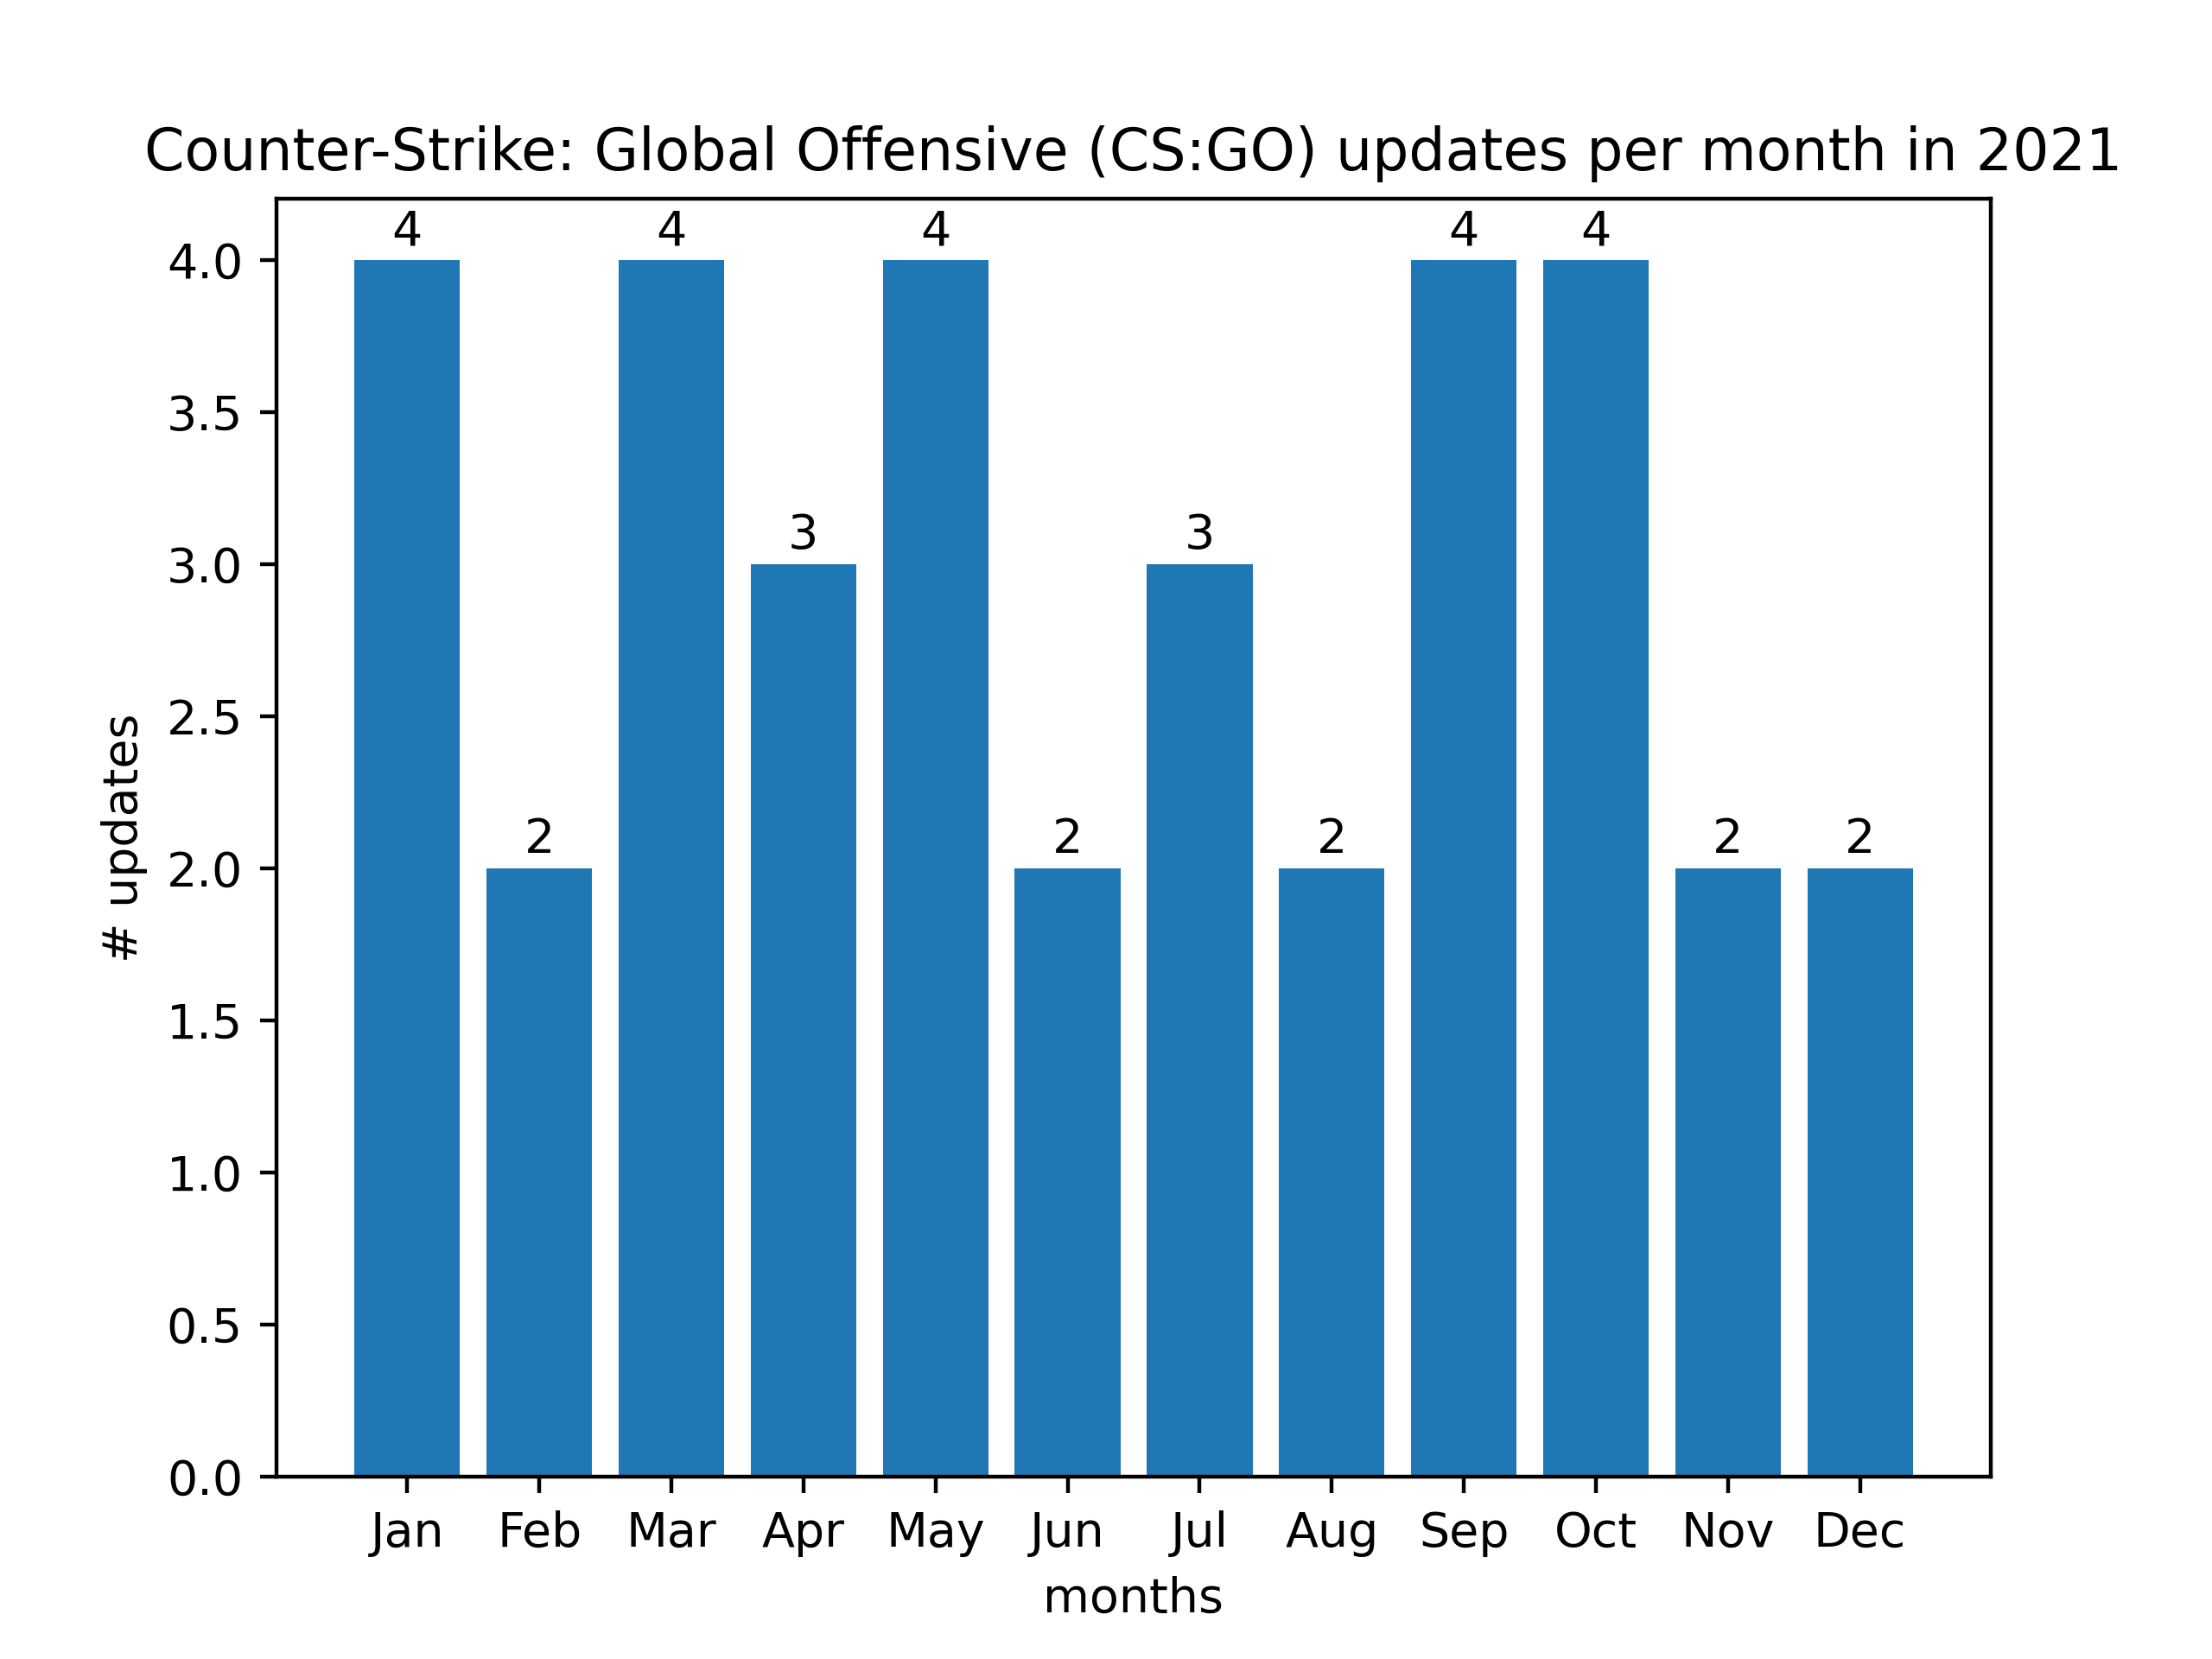 Counter-Strike: Global Offensive (CS:GO) updates per month in 2021
4 4 4 4 4
4.0
3.5
3 3
3.0
2.5
2 2 2 2 2
2.0
1.5
1.0
0.5
0.0
# updates
Jan Feb Mar Apr May Jun Jul Aug Sep Oct Nov Dec
months